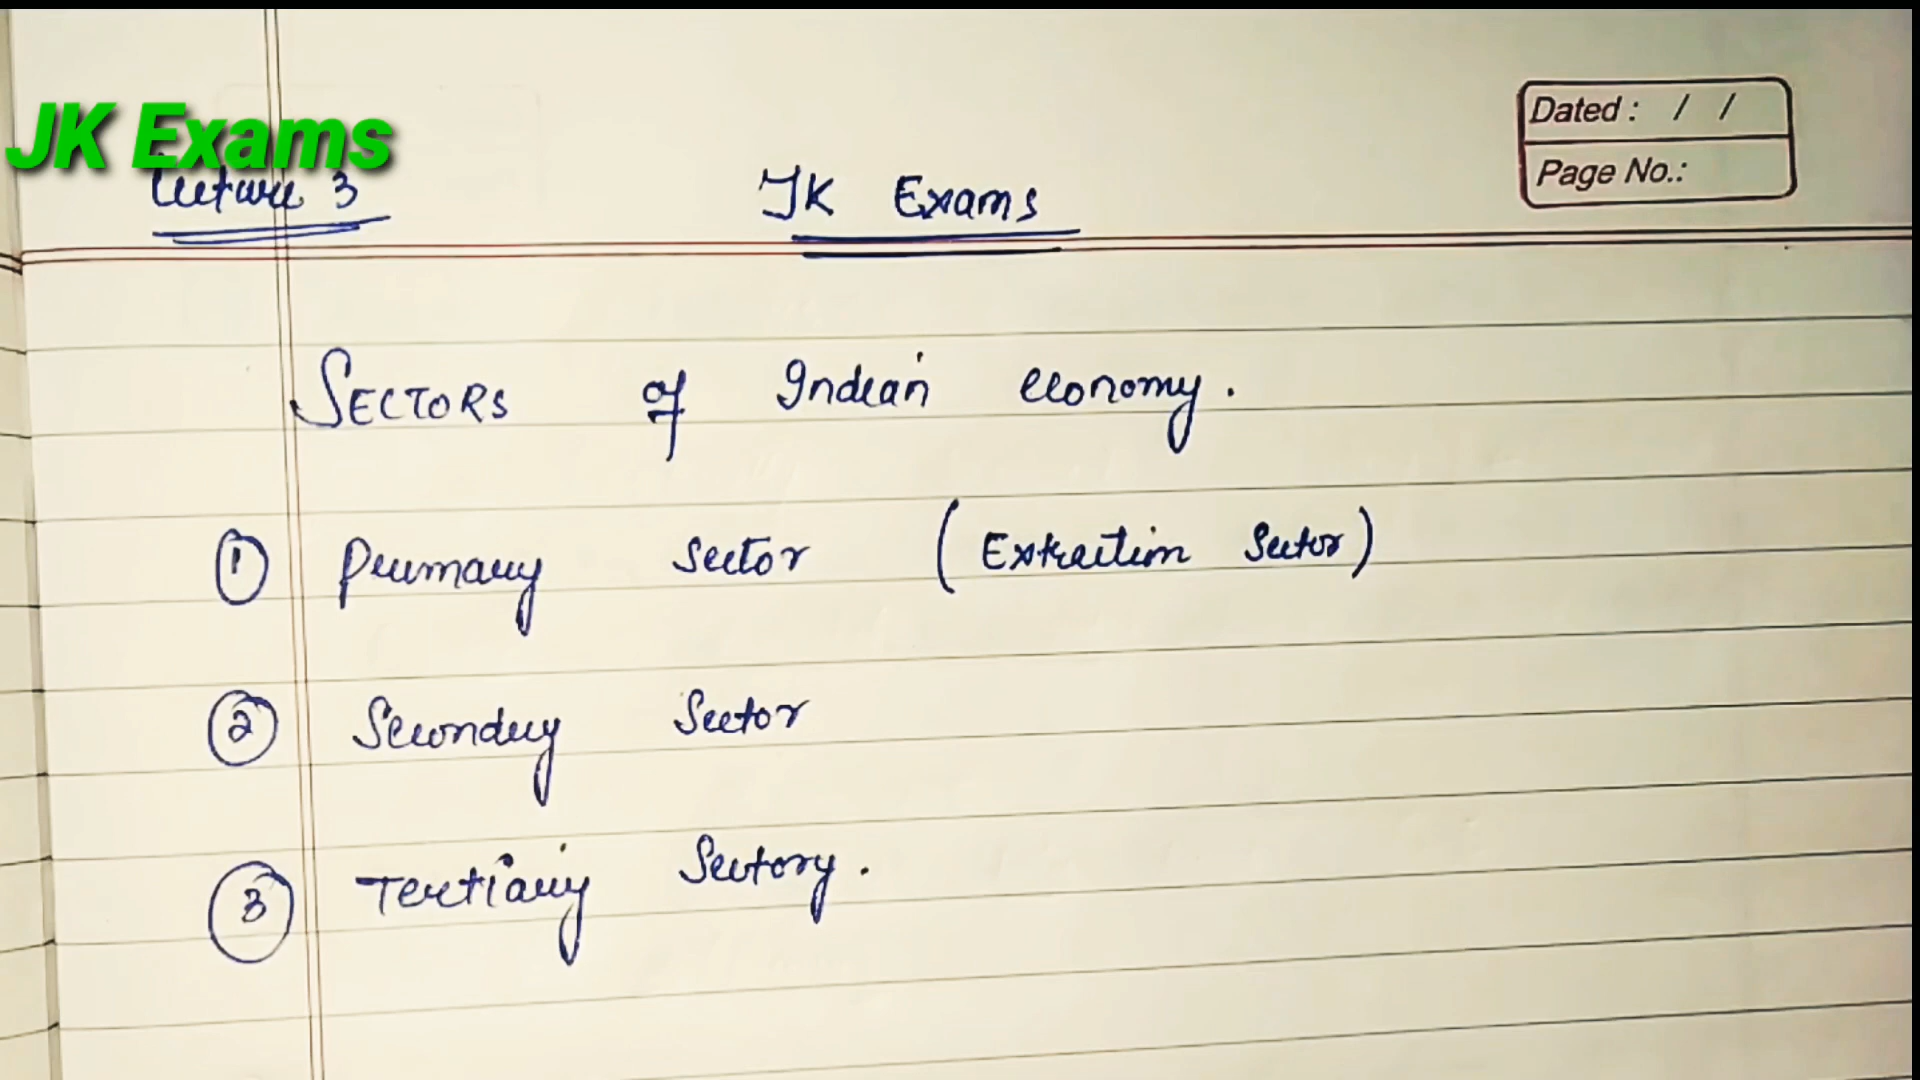 JK Exams
Dated : / /
Page No.:
Lecture 3
JK Exams
SECTORS of Indian economy.
1 Primary Sector (Extraction Sector)
2 Secondry Sector
3 Tertiary Sectory.